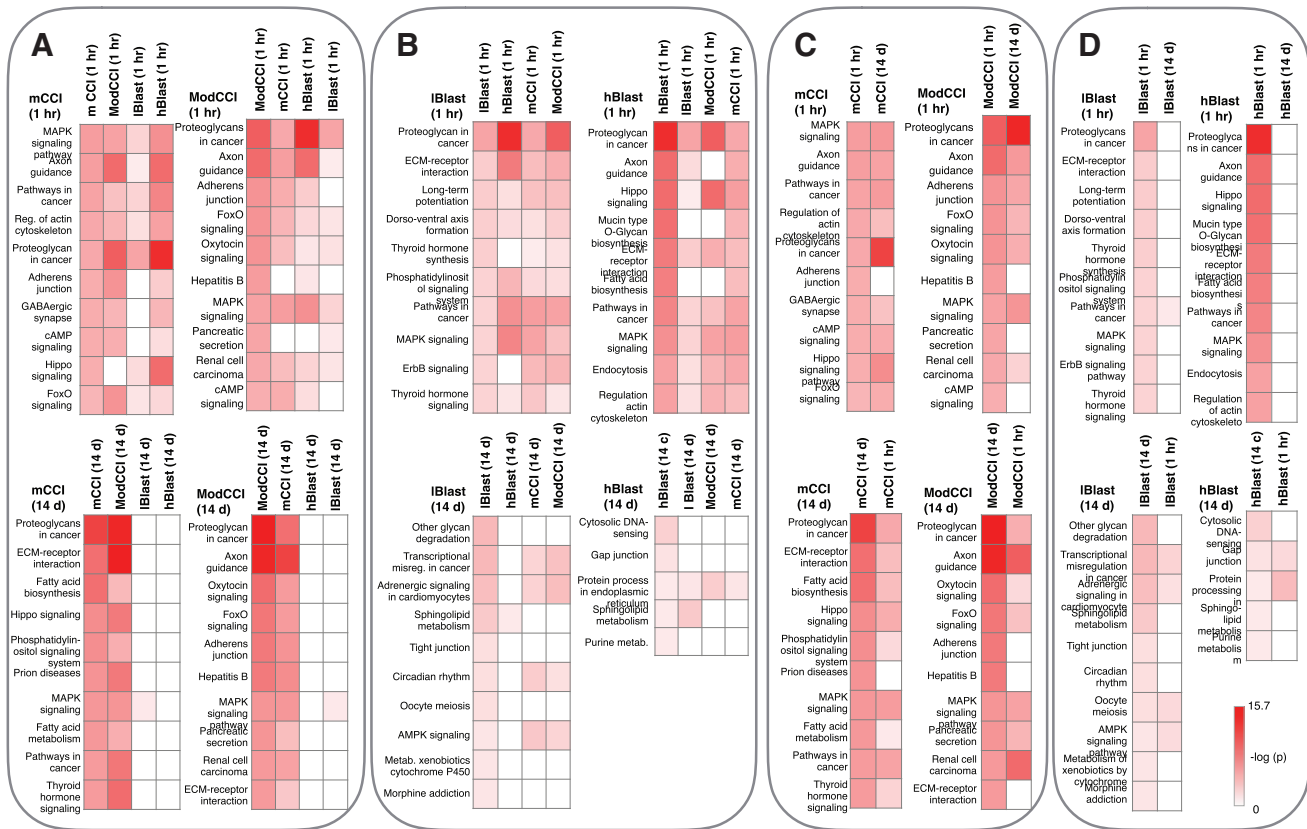 A
mCCI
(1 hr)
m CCI (1 hr)
ModCCI (1 hr)
lBlast (1 hr)
hBlast (1 hr)
MAPK
signaling
pathway
Axon
guidance
Pathways in
cancer
Reg. of actin
cytoskeleton
Proteoglycan
in cancer
Adherens
junction
GABAergic
synapse
cAMP
signaling
Hippo
signaling
FoxO
signaling
ModCCI
(1 hr)
ModCCI (1 hr)
mCCI (1 hr)
hBlast (1 hr)
lBlast (1 hr)
Proteoglycans
in cancer
Axon
guidance
Adherens
junction
FoxO
signaling
Oxytocin
signaling
Hepatitis B
MAPK
signaling
Pancreatic
secretion
Renal cell
carcinoma
cAMP
signaling
mCCI
(14 d)
mCCI (14 d)
ModCCI (14 d)
lBlast (14 d)
hBlast (14 d)
Proteoglycans
in cancer
ECM-receptor
interaction
Fatty acid
biosynthesis
Hippo signaling
Phosphatidylin-
ositol signaling
system
Prion diseases
MAPK
signaling
Fatty acid
metabolism
Pathways in
cancer
Thyroid
hormone
signaling
ModCCI
(14 d)
ModCCI (14 d)
mCCI (14 d)
hBlast (14 d)
lBlast (14 d)
Proteoglycan
in cancer
Axon
guidance
Oxytocin
signaling
FoxO
signaling
Adherens
junction
Hepatitis B
MAPK
signaling
pathway
Pancreatic
secretion
Renal cell
carcinoma
ECM-receptor
interaction
B
lBlast
(1 hr)
lBlast (1 hr)
hBlast (1 hr)
mCCI (1 hr)
ModCCI (1 hr)
Proteoglycan in
cancer
ECM-receptor
interaction
Long-term
potentiation
Dorso-ventral axis
formation
Thyroid hormone
synthesis
Phosphatidylinosit
ol signaling
system
Pathways in
cancer
MAPK signaling
ErbB signaling
Thyroid hormone
signaling
hBlast
(1 hr)
hBlast (1 hr)
lBlast (1 hr)
ModCCI (1 hr)
mCCI (1 hr)
Proteoglycan
in cancer
Axon
guidance
Hippo
signaling
Mucin type
O-Glycan
biosynthesis
ECM-
receptor
interaction
Fatty acid
biosynthesis
Pathways in
cancer
MAPK
signaling
Endocytosis
Regulation
actin
cytoskeleton
lBlast
(14 d)
lBlast (14 d)
hBlast (14 d)
mCCI (14 d)
ModCCI (14 d)
Other glycan
degradation
Transcriptional
misreg. in cancer
Adrenergic signaling
in cardiomyocytes
Sphingolipid
metabolism
Tight junction
Circadian rhythm
Oocyte meiosis
AMPK signaling
Metab. xenobiotics
cytochrome P450
Morphine addiction
hBlast
(14 d)
hBlast (14 c)
l Blast (14 d)
ModCCI (14 d)
mCCI (14 d)
Cytosolic DNA-
sensing
Gap junction
Protein process
in endoplasmic
reticulum
Sphingolipid
metabolism
Purine metab.
C
mCCI
(1 hr)
mCCI (1 hr)
mCCI (14 d)
MAPK
signaling
Axon
guidance
Pathways in
cancer
Regulation of
actin
cytoskeleton
Proteoglycans
in cancer
Adherens
junction
GABAergic
synapse
cAMP
signaling
Hippo
signaling
pathway
FoxO
signaling
ModCCI
(1 hr)
ModCCI (1 hr)
ModCCI (14 d)
Proteoglycans
in cancer
Axon
guidance
Adherens
junction
FoxO
signaling
Oxytocin
signaling
Hepatitis B
MAPK
signaling
Pancreatic
secretion
Renal cell
carcinoma
cAMP
signaling
mCCI
(14 d)
mCCI (14 d)
mCCI (1 hr)
Proteoglycan
in cancer
ECM-receptor
interaction
Fatty acid
biosynthesis
Hippo
signaling
Phosphatidylin
ositol signaling
system
Prion diseases
MAPK
signaling
Fatty acid
metabolism
Pathways in
cancer
Thyroid
hormone
signaling
ModCCI
(14 d)
ModCCI (14 d)
ModCCI (1 hr)
Proteoglycan
in cancer
Axon
guidance
Oxytocin
signaling
FoxO
signaling
Adherens
junction
Hepatitis B
MAPK
signaling
pathway
Pancreatic
secretion
Renal cell
carcinoma
ECM-receptor
interaction
D
lBlast
(1 hr)
lBlast (1 hr)
lBlast (14 d)
Proteoglycans in
cancer
ECM-receptor
interaction
Long-term
potentiation
Dorso-ventral
axis formation
Thyroid
hormone
synthesis
Phosphatidylin
ositol signaling
system
Pathways in
cancer
MAPK
signaling
ErbB signaling
pathway
Thyroid
hormone
signaling
hBlast
(1 hr)
hBlast (1 hr)
hBlast (14 d)
Proteoglyca
ns in cancer
Axon
guidance
Hippo
signaling
Mucin type
O-Glycan
biosynthesi
ECM-
receptor
interaction
Fatty acid
biosynthesi
s
Pathways in
cancer
MAPK
signaling
Endocytosis
Regulation
of actin
cytoskeleto
lBlast
(14 d)
lBlast (14 d)
lBlast (1 hr)
Other glycan
degradation
Transcriptional
misregulation
in cancer
Adrenergic
signaling in
cardiomyocyte
Sphingolipid
metabolism
Tight junction
Circadian
rhythm
Oocyte
meiosis
AMPK
signaling
pathway
Metabolism of
xenobiotics by
cytochrome
Morphine
addiction
hBlast
(14 d)
hBlast (14 c)
hBlast (1 hr)
Cytosolic
DNA-
sensing
Gap
junction
Protein
processing
in
Sphingo-
lipid
metabolis
Purine
metabolis
m
15.7
-log (p)
0